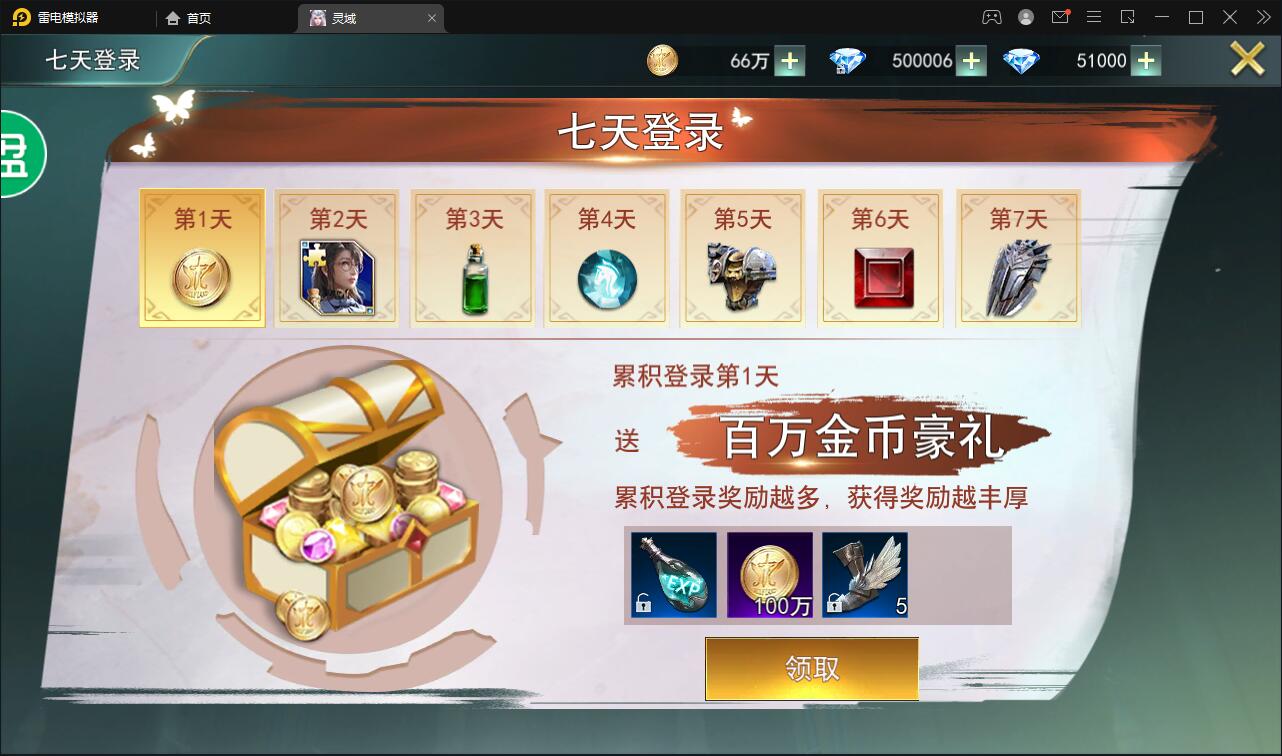 雷电模拟器
首页
灵域
七天登录
66万
500006
51000
七天登录
第1天
第2天
第3天
第4天
第5天
第6天
第7天
累积登录第1天
送
百万金币豪礼
累积登录奖励越多，获得奖励越丰厚
EXP
100万
5
领取